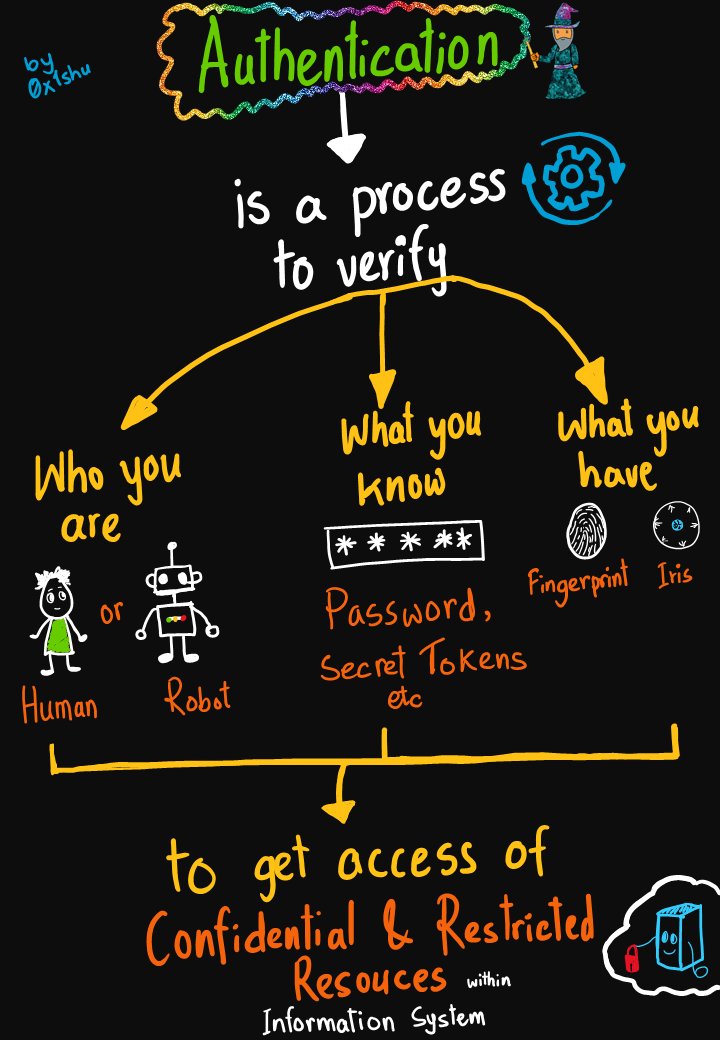 by
0x1shu
Authentication
is a process
to verify
Who you
are
Human
or
Robot
What you
know
* * * **
Password,
Secret Tokens
etc
What you
have
Fingerprint
Iris
to get access of
Confidential & Restricted
Resouces within
Information System